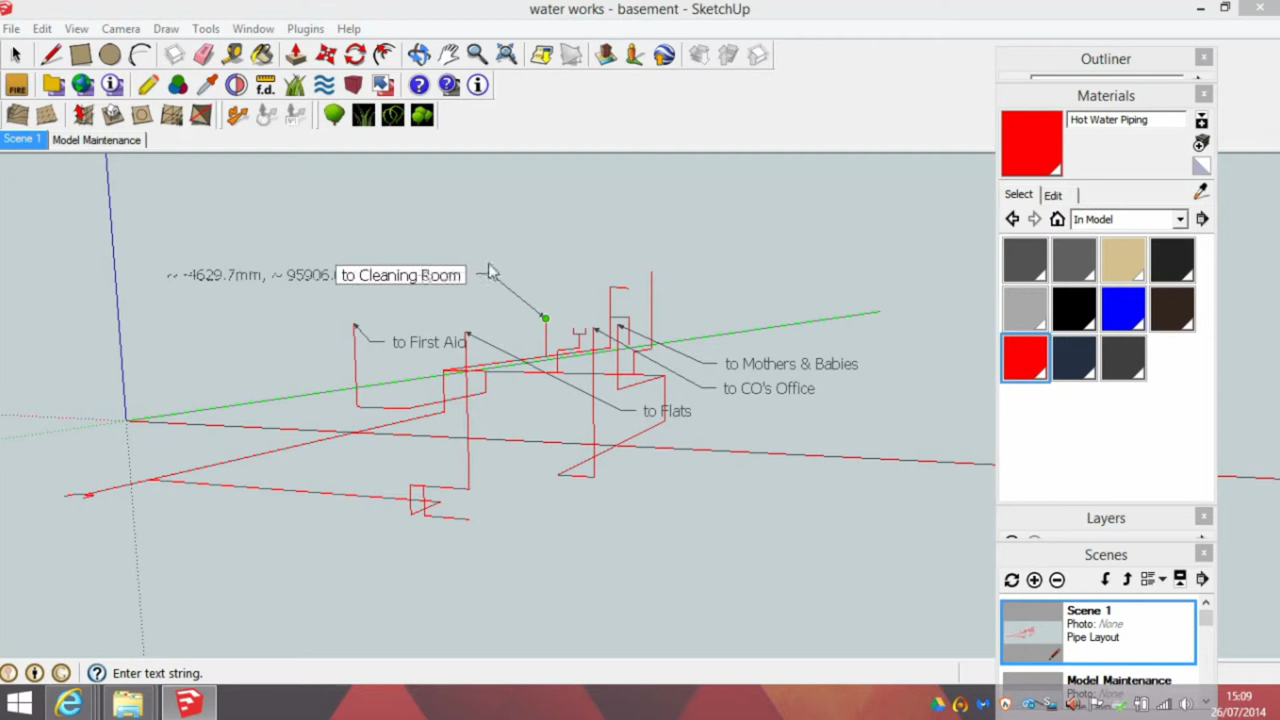 water works - basement - SketchUp
File Edit View Camera Draw Tools Window Plugins Help
Outliner
Materials
FIRE
f.d.
Hot Water Piping
Scene 1 Model Maintenance
Select Edit
In Model
~ -4629.7mm, ~ 95906.
to Cleaning Room
to First Aid
to Mothers & Babies
to CO's Office
to Flats
Layers
Scenes
Scene 1
Photo: None
Pipe Layout
Model Maintenance
Photo: None
Enter text string.
15:09
26/07/2014